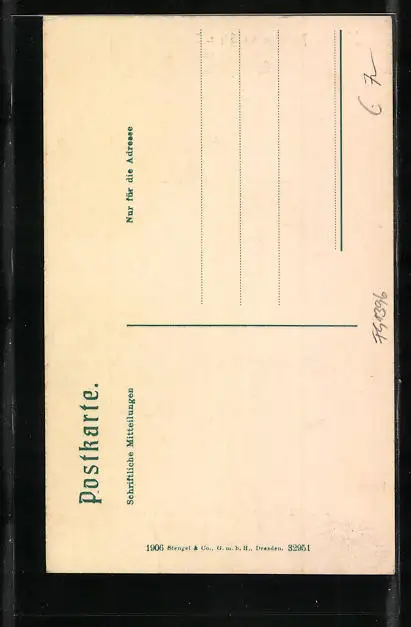 Postkarte.
Schriftliche Mitteilungen
Nur für die Adresse
1906 Stengel & Co., G. m. b. H., Dresden. 32951